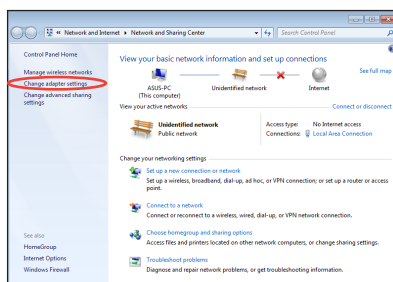 « Network and Internet ▸ Network and Sharing Center
Search Control Panel
Control Panel Home
Manage wireless networks
Change adapter settings
Change advanced sharing
settings
See also
HomeGroup
Internet Options
Windows Firewall
View your basic network information and set up connections
See full map
ASUS-PC
(This computer)
Unidentified network
Internet
View your active networks
Connect or disconnect
Unidentified network
Public network
Access type: No Internet access
Connections: Local Area Connection
Change your networking settings
Set up a new connection or network
Set up a wireless, broadband, dial-up, ad hoc, or VPN connection; or set up a router or access
point.
Connect to a network
Connect or reconnect to a wireless, wired, dial-up, or VPN network connection.
Choose homegroup and sharing options
Access files and printers located on other network computers, or change sharing settings.
Troubleshoot problems
Diagnose and repair network problems, or get troubleshooting information.